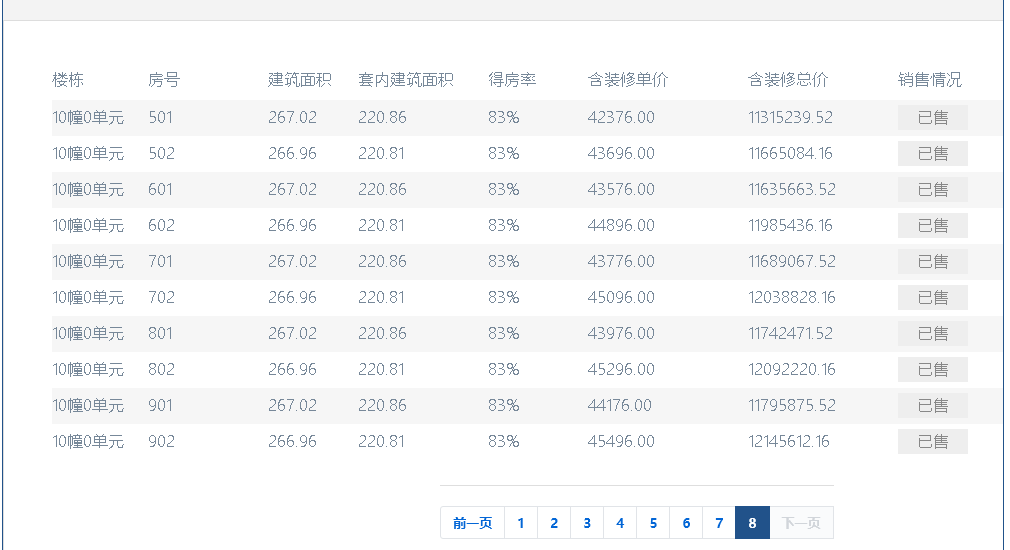 楼栋 房号 建筑面积 套内建筑面积 得房率 含装修单价 含装修总价 销售情况
10幢0单元 501 267.02 220.86 83% 42376.00 11315239.52 已售
10幢0单元 502 266.96 220.81 83% 43696.00 11665084.16 已售
10幢0单元 601 267.02 220.86 83% 43576.00 11635663.52 已售
10幢0单元 602 266.96 220.81 83% 44896.00 11985436.16 已售
10幢0单元 701 267.02 220.86 83% 43776.00 11689067.52 已售
10幢0单元 702 266.96 220.81 83% 45096.00 12038828.16 已售
10幢0单元 801 267.02 220.86 83% 43976.00 11742471.52 已售
10幢0单元 802 266.96 220.81 83% 45296.00 12092220.16 已售
10幢0单元 901 267.02 220.86 83% 44176.00 11795875.52 已售
10幢0单元 902 266.96 220.81 83% 45496.00 12145612.16 已售
前一页 1 2 3 4 5 6 7 8 下一页